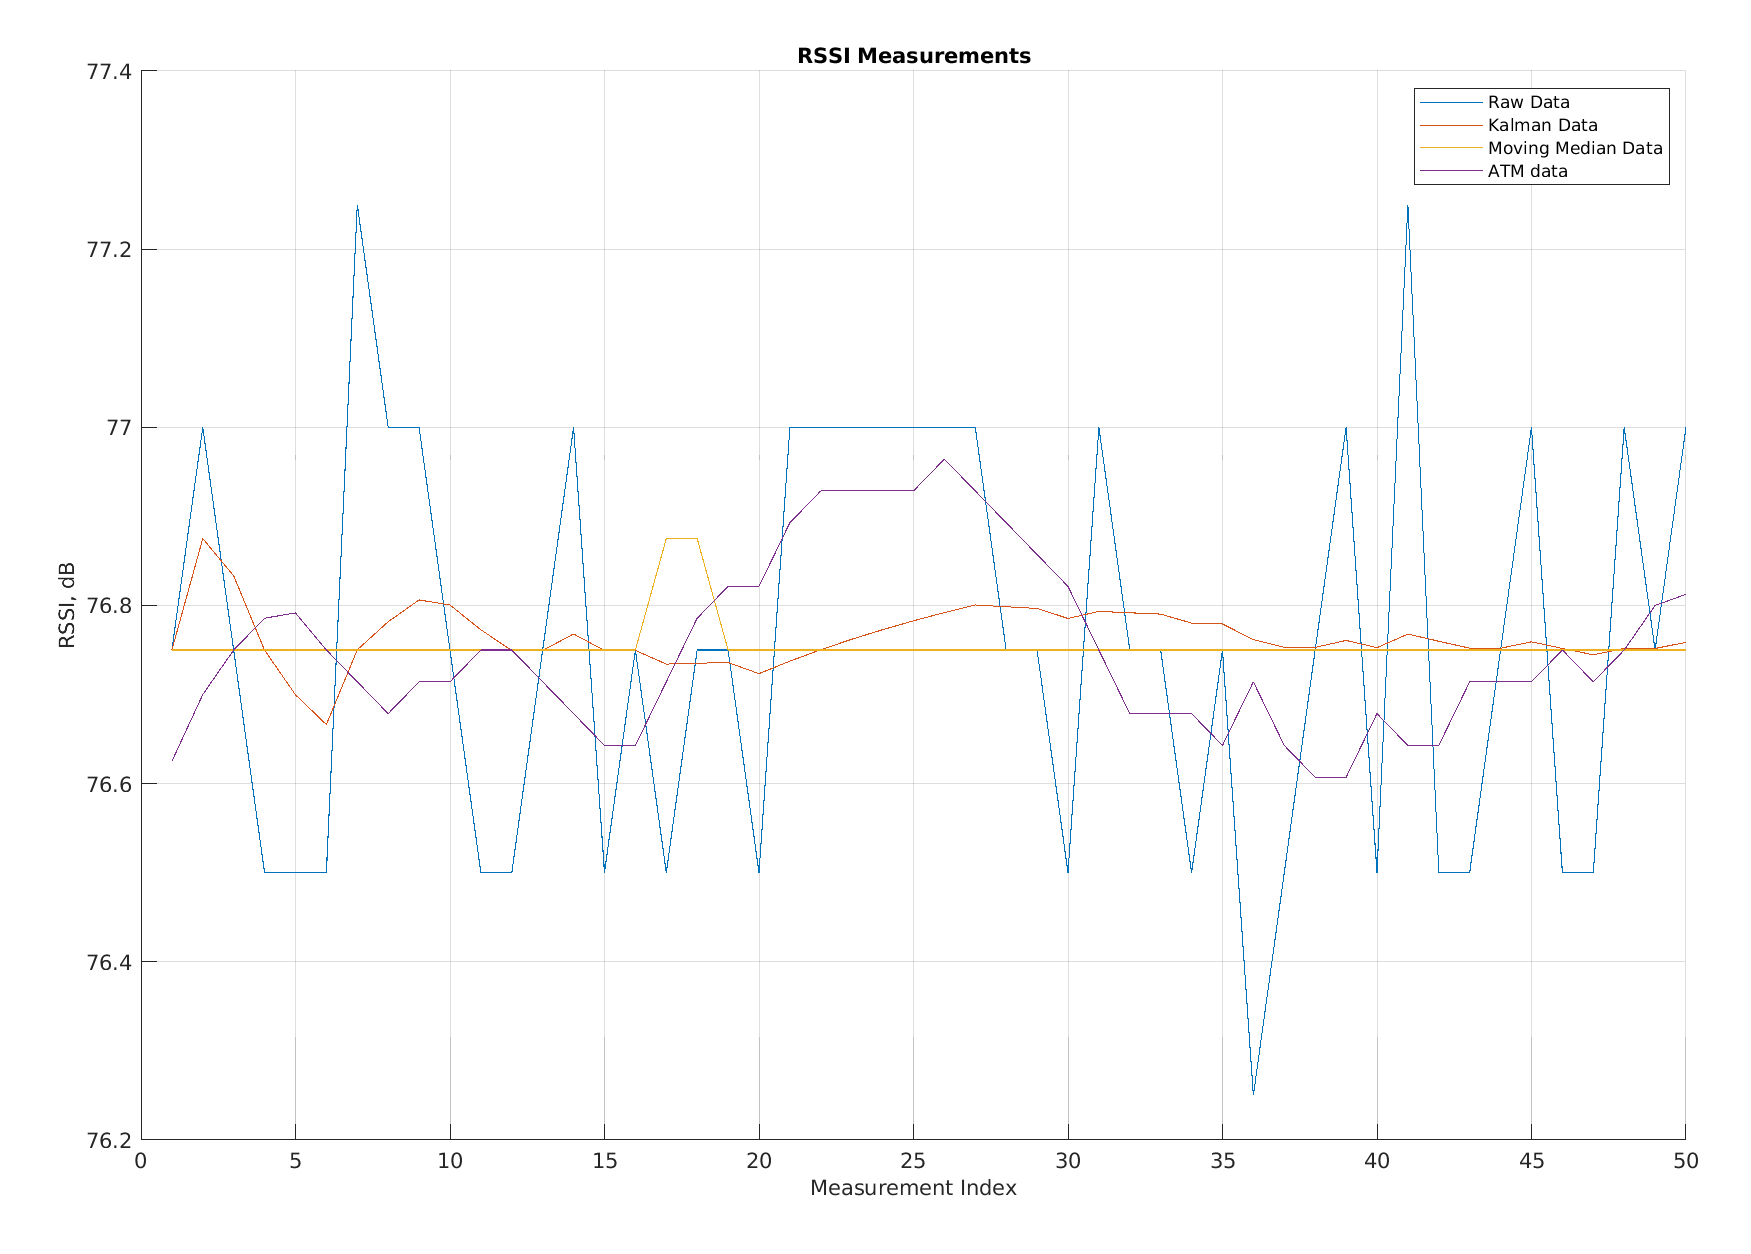 RSSI Measurements
77.4
77.2
77
76.8
76.6
76.4
76.2
RSSI, dB
Raw Data
Kalman Data
Moving Median Data
ATM data
0 5 10 15 20 25 30 35 40 45 50
Measurement Index